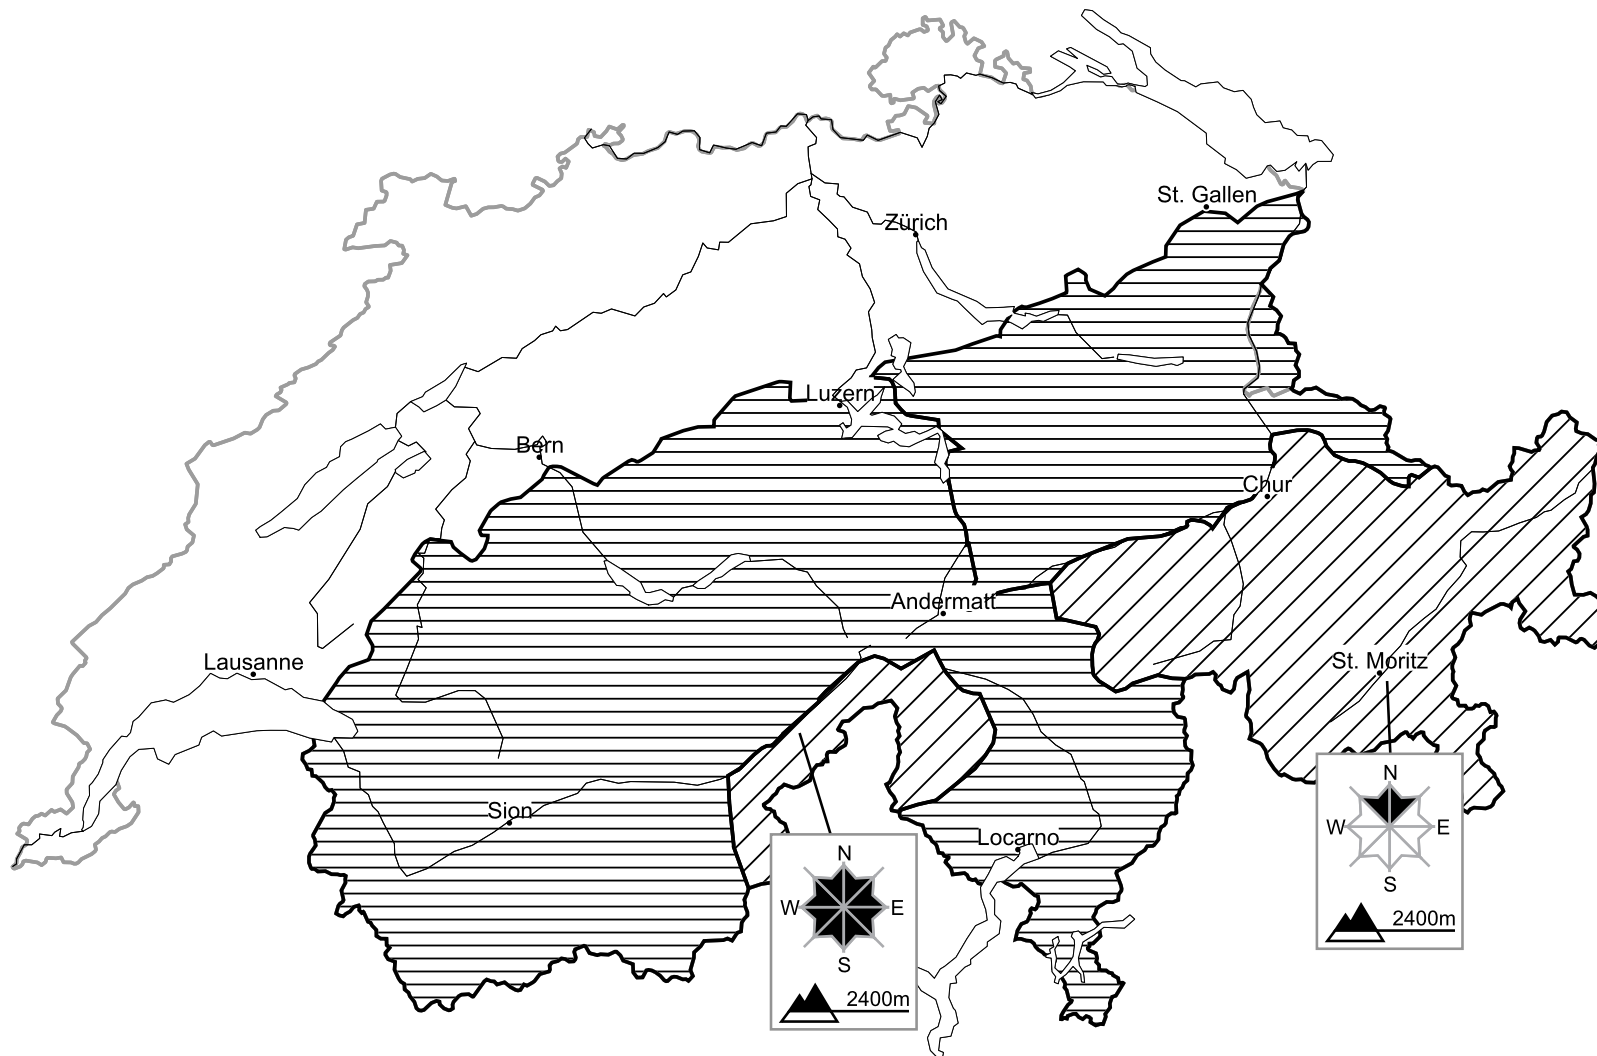 St. Gallen
Zürich
Luzern
Bern
Chur
Andermatt
Lausanne
St. Moritz
Sion
Locarno
N
W E
S
2400m
N
W E
S
2400m